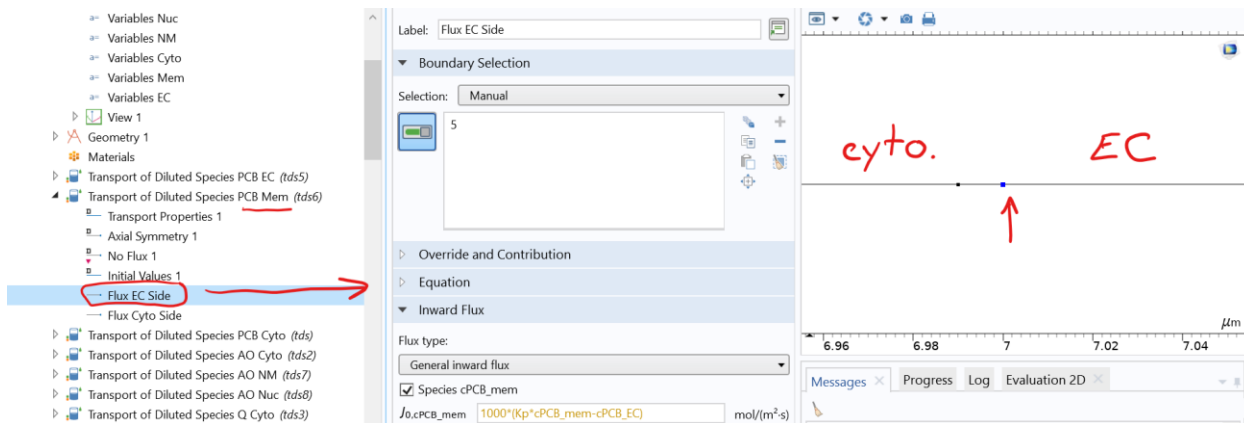 a= Variables Nuc
a= Variables NM
a= Variables Cyto
a= Variables Mem
a= Variables EC
View 1
Geometry 1
Materials
Transport of Diluted Species PCB EC (tds5)
Transport of Diluted Species PCB Mem (tds6)
Transport Properties 1
Axial Symmetry 1
No Flux 1
Initial Values 1
Flux EC Side
Flux Cyto Side
Transport of Diluted Species PCB Cyto (tds)
Transport of Diluted Species AO Cyto (tds2)
Transport of Diluted Species AO NM (tds7)
Transport of Diluted Species AO Nuc (tds8)
Transport of Diluted Species Q Cyto (tds3)
Label: Flux EC Side
Boundary Selection
Selection: Manual
5
Override and Contribution
Equation
Inward Flux
Flux type:
General inward flux
Species cPCB_mem
J0,cPCB_mem 1000*(Kp*cPCB_mem-cPCB_EC) mol/(m²·s)
cyto. EC
μm
6.96 6.98 7 7.02 7.04
Messages Progress Log Evaluation 2D